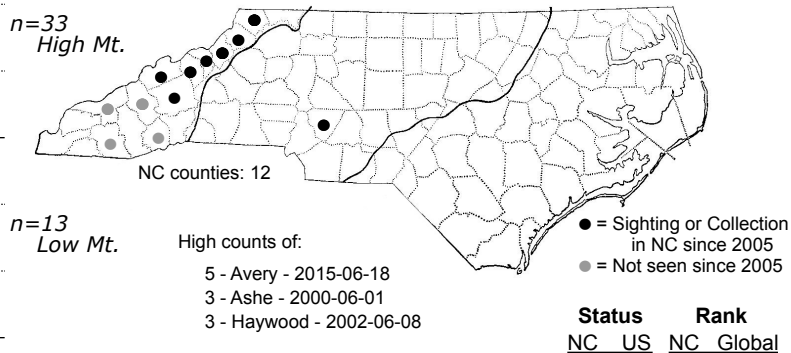 n=33
High Mt.
NC counties: 12
n=13
Low Mt.
High counts of:
5 - Avery - 2015-06-18
3 - Ashe - 2000-06-01
3 - Haywood - 2002-06-08
● = Sighting or Collection
in NC since 2005
● = Not seen since 2005
Status Rank
NC US NC Global